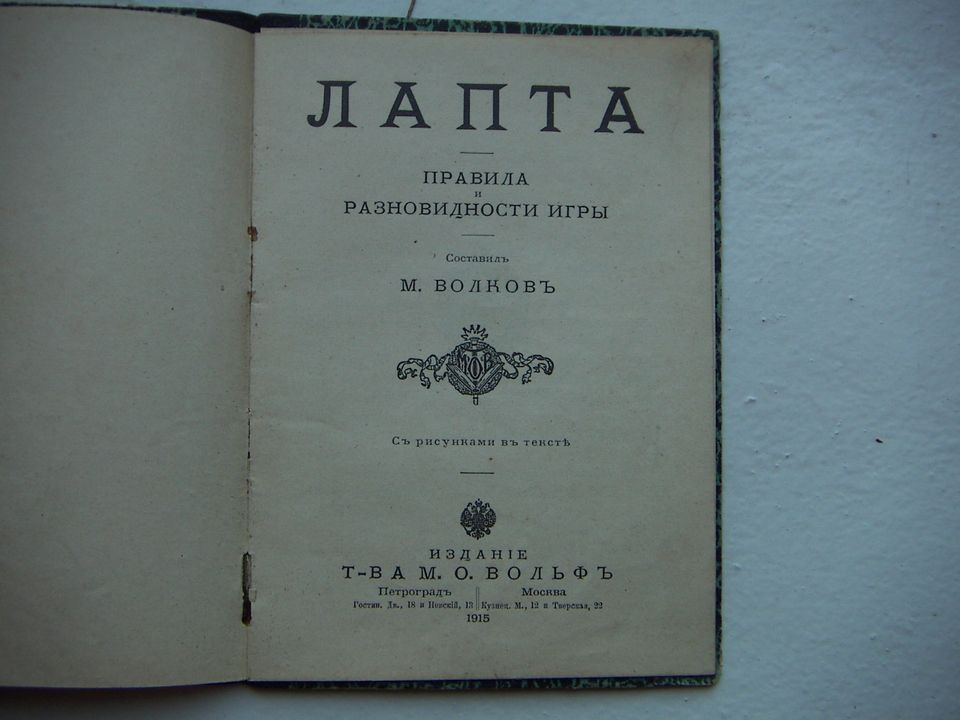 ЛАПТА
ПРАВИЛА
и
РАЗНОВИДНОСТИ ИГРЫ
Составилъ
М. ВОЛКОВЪ
МОВ
Съ рисунками въ текстѣ
ИЗДАНІЕ
Т-ВА М. О. ВОЛЬФЪ
Петроградъ Москва
Гостин. Дв., 18 и Невскій, 13 Кузнец. М., 12 и Тверская, 22
1915